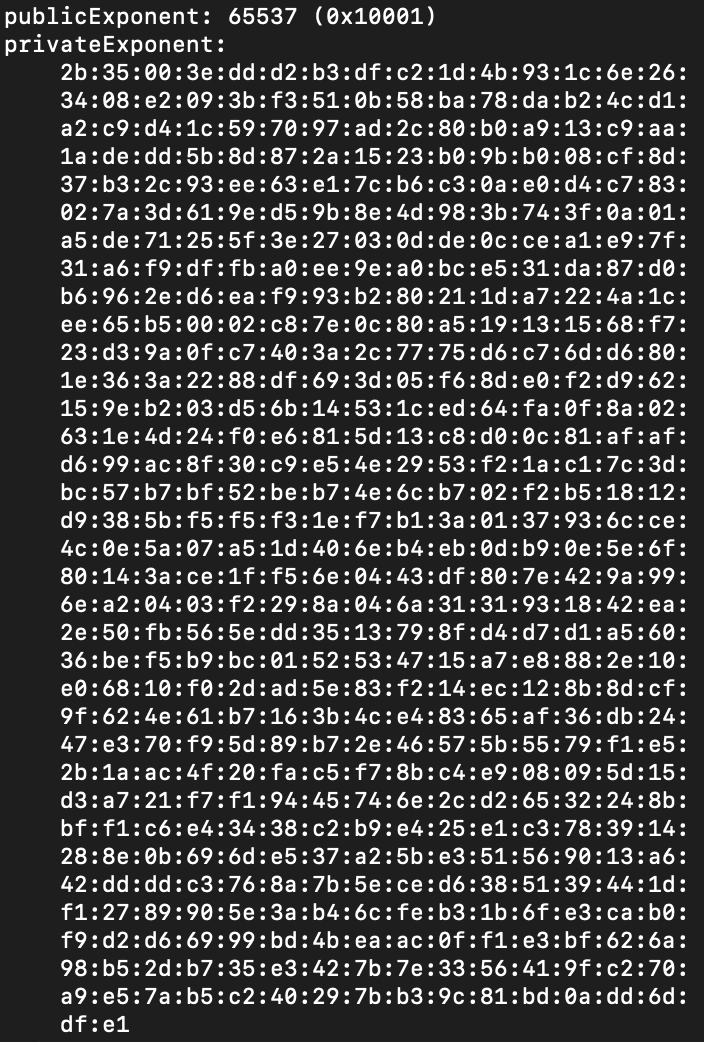 publicExponent: 65537 (0x10001)
privateExponent:
2b:35:00:3e:dd:d2:b3:df:c2:1d:4b:93:1c:6e:26:
34:08:e2:09:3b:f3:51:0b:58:ba:78:da:b2:4c:d1:
a2:c9:d4:1c:59:70:97:ad:2c:80:b0:a9:13:c9:aa:
1a:de:dd:5b:8d:87:2a:15:23:b0:9b:b0:08:cf:8d:
37:b3:2c:93:ee:63:e1:7c:b6:c3:0a:e0:d4:c7:83:
02:7a:3d:61:9e:d5:9b:8e:4d:98:3b:74:3f:0a:01:
a5:de:71:25:5f:3e:27:03:0d:de:0c:ce:a1:e9:7f:
31:a6:f9:df:fb:a0:ee:9e:a0:bc:e5:31:da:87:d0:
b6:96:2e:d6:ea:f9:93:b2:80:21:1d:a7:22:4a:1c:
ee:65:b5:00:02:c8:7e:0c:80:a5:19:13:15:68:f7:
23:d3:9a:0f:c7:40:3a:2c:77:75:d6:c7:6d:d6:80:
1e:36:3a:22:88:df:69:3d:05:f6:8d:e0:f2:d9:62:
15:9e:b2:03:d5:6b:14:53:1c:ed:64:fa:0f:8a:02:
63:1e:4d:24:f0:e6:81:5d:13:c8:d0:0c:81:af:af:
d6:99:ac:8f:30:c9:e5:4e:29:53:f2:1a:c1:7c:3d:
bc:57:b7:bf:52:be:b7:4e:6c:b7:02:f2:b5:18:12:
d9:38:5b:f5:f5:f3:1e:f7:b1:3a:01:37:93:6c:ce:
4c:0e:5a:07:a5:1d:40:6e:b4:eb:0d:b9:0e:5e:6f:
80:14:3a:ce:1f:f5:6e:04:43:df:80:7e:42:9a:99:
6e:a2:04:03:f2:29:8a:04:6a:31:31:93:18:42:ea:
2e:50:fb:56:5e:dd:35:13:79:8f:d4:d7:d1:a5:60:
36:be:f5:b9:bc:01:52:53:47:15:a7:e8:88:2e:10:
e0:68:10:f0:2d:ad:5e:83:f2:14:ec:12:8b:8d:cf:
9f:62:4e:61:b7:16:3b:4c:e4:83:65:af:36:db:24:
47:e3:70:f9:5d:89:b7:2e:46:57:5b:55:79:f1:e5:
2b:1a:ac:4f:20:fa:c5:f7:8b:c4:e9:08:09:5d:15:
d3:a7:21:f7:f1:94:45:74:6e:2c:d2:65:32:24:8b:
bf:f1:c6:e4:34:38:c2:b9:e4:25:e1:c3:78:39:14:
28:8e:0b:69:6d:e5:37:a2:5b:e3:51:56:90:13:a6:
42:dd:dd:c3:76:8a:7b:5e:ce:d6:38:51:39:44:1d:
f1:27:89:90:5e:3a:b4:6c:fe:b3:1b:6f:e3:ca:b0:
f9:d2:d6:69:99:bd:4b:ea:ac:0f:f1:e3:bf:62:6a:
98:b5:2d:b7:35:e3:42:7b:7e:33:56:41:9f:c2:70:
a9:e5:7a:b5:c2:40:29:7b:b3:9c:81:bd:0a:dd:6d:
df:e1